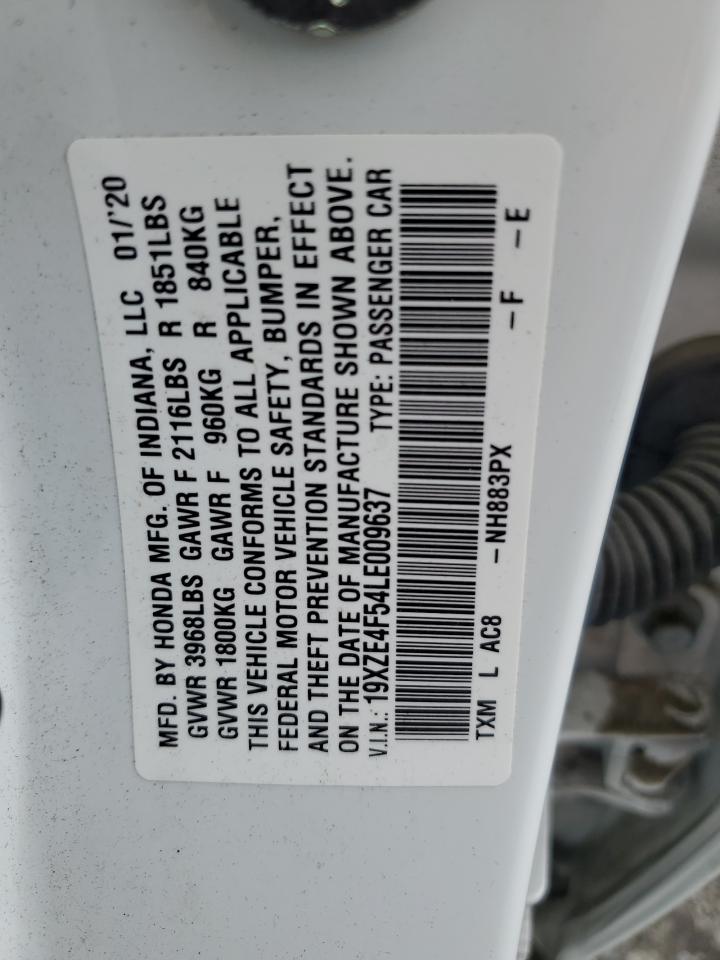 MFD. BY HONDA MFG. OF INDIANA, LLC 01/'20
GVWR 3968LBS GAWR F 2116LBS R 1851LBS
GVWR 1800KG GAWR F 960KG R 840KG
THIS VEHICLE CONFORMS TO ALL APPLICABLE
FEDERAL MOTOR VEHICLE SAFETY, BUMPER,
AND THEFT PREVENTION STANDARDS IN EFFECT
ON THE DATE OF MANUFACTURE SHOWN ABOVE.
V.I.N.: 19XZE4F54LE009637 TYPE: PASSENGER CAR
TXM L AC8 -NH883PX -F -E